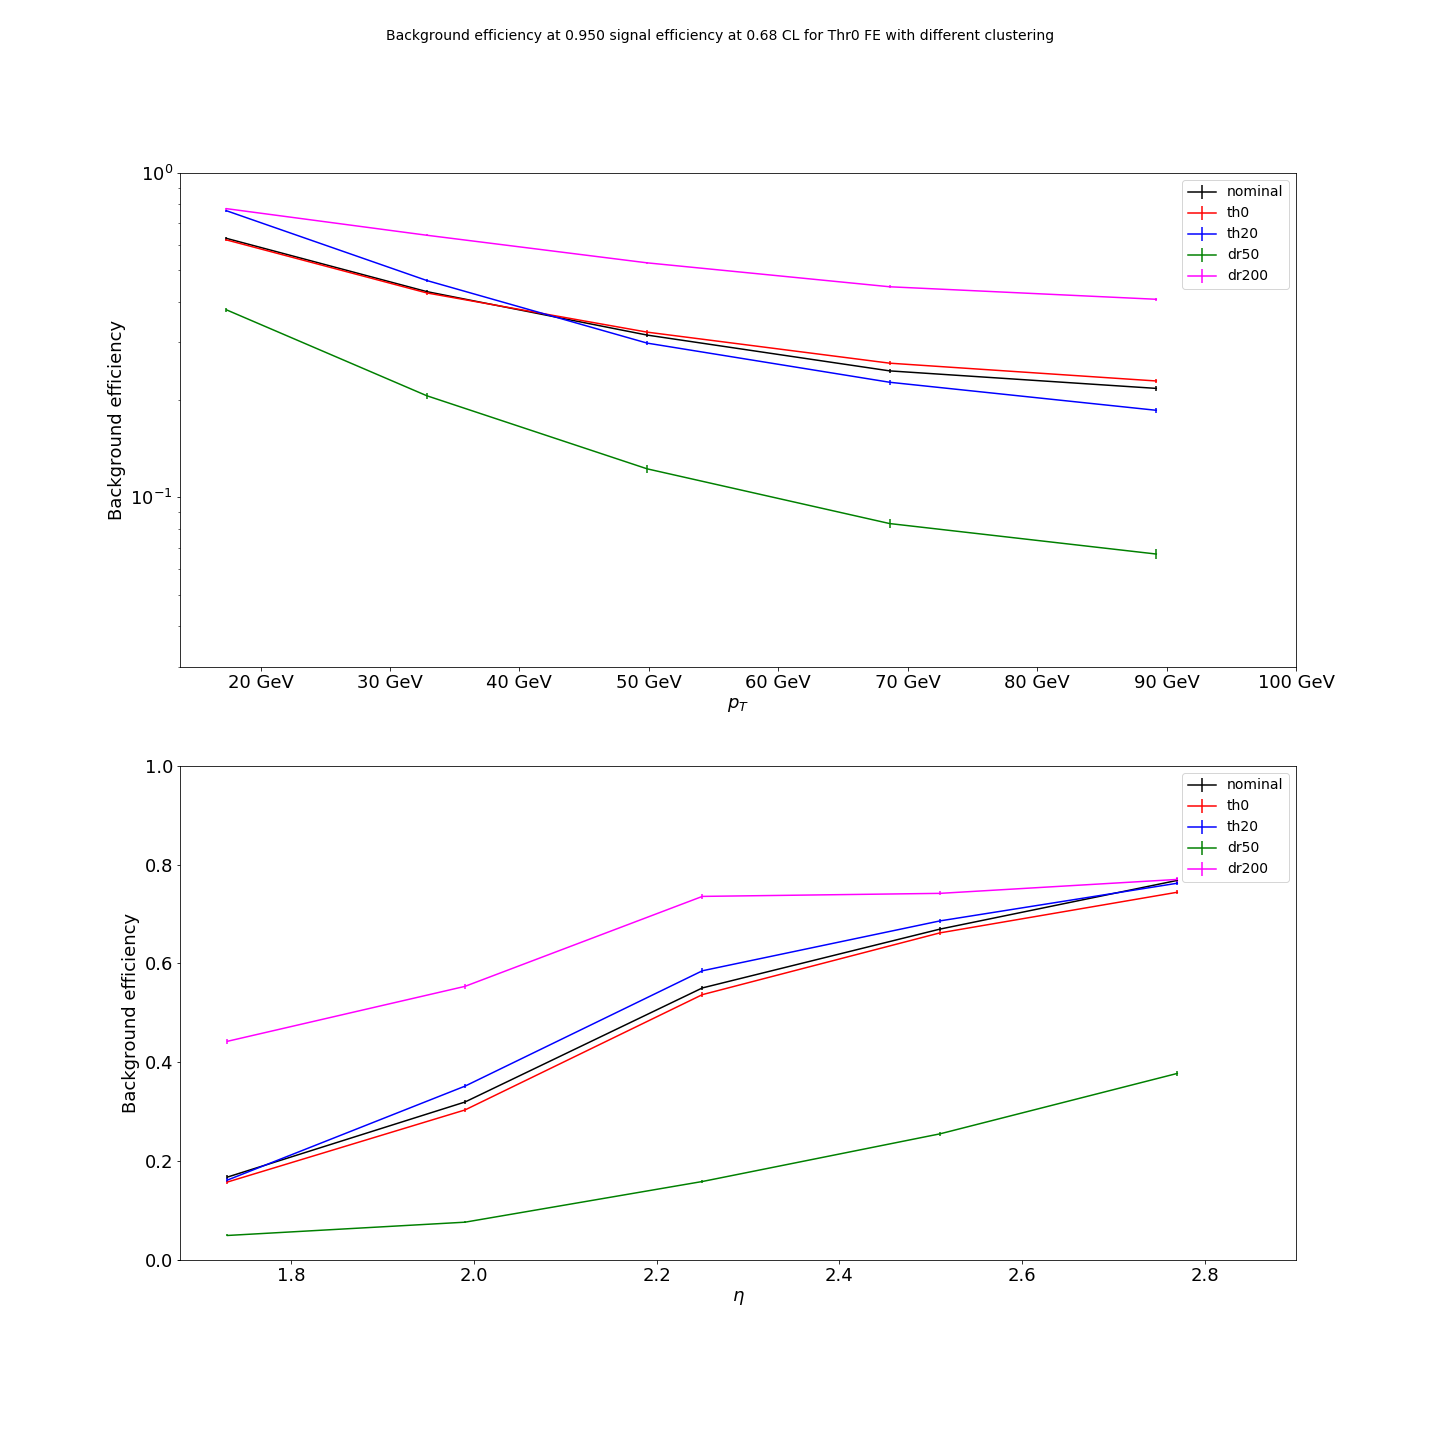 Background efficiency at 0.950 signal efficiency at 0.68 CL for Thr0 FE with different clustering
10⁰
10⁻¹
Background efficiency
nominal
th0
th20
dr50
dr200
20 GeV 30 GeV 40 GeV 50 GeV 60 GeV 70 GeV 80 GeV 90 GeV 100 GeV
p_T
1.0
0.8
0.6
0.4
0.2
0.0
Background efficiency
nominal
th0
th20
dr50
dr200
1.8 2.0 2.2 2.4 2.6 2.8
η